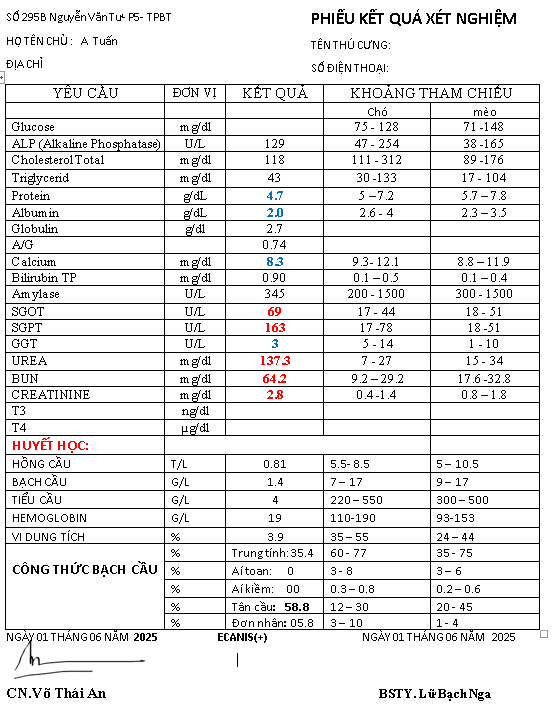 SỐ 295B Nguyễn Văn Tư - P5 - TPBT
PHIẾU KẾT QUẢ XÉT NGHIỆM
HỌ TÊN CHỦ : A Tuấn
TÊN THÚ CƯNG:
ĐỊA CHỈ
SỐ ĐIỆN THOẠI:
YÊU CẦU ĐƠN VỊ KẾT QUẢ KHOẢNG THAM CHIẾU
Chó mèo
Glucose mg/dl 75 - 128 71 -148
ALP (Alkaline Phosphatase) U/L 129 47 - 254 38 -165
Cholesterol Total mg/dl 118 111 - 312 89 -176
Triglycerid mg/dl 43 30 -133 17 - 104
Protein g/dL 4.7 5 – 7.2 5.7 – 7.8
Albumin g/dL 2.0 2.6 - 4 2.3 – 3.5
Globulin g/dl 2.7
A/G 0.74
Calcium mg/dl 8.3 9.3- 12.1 8.8 – 11.9
Bilirubin TP mg/dl 0.90 0.1 – 0.5 0.1 – 0.4
Amylase U/L 345 200 - 1500 300 - 1500
SGOT U/L 69 17 - 44 18 - 51
SGPT U/L 163 17 -78 18 -51
GGT U/L 3 5 - 14 1 - 10
UREA mg/dl 137.3 7 - 27 15 - 34
BUN mg/dl 64.2 9.2 – 29.2 17.6 -32.8
CREATININE mg/dl 2.8 0.4 -1.4 0.8 – 1.8
T3 ng/dl
T4 µg/dl
HUYẾT HỌC:
HỒNG CẦU T/L 0.81 5.5- 8.5 5 – 10.5
BẠCH CẦU G/L 1.4 7 – 17 9 – 17
TIỂU CẦU G/L 4 220 – 550 300 – 500
HEMOGLOBIN G/L 19 110-190 93-153
VI DUNG TÍCH % 3.9 35 – 55 24 – 44
CÔNG THỨC BẠCH CẦU % Trung tính: 35.4 60 - 77 35 - 75
% Ái toan: 0 3 - 8 3 – 6
% Ái kiềm: 00 0.3 – 0.8 0.2 – 0.6
% Tân cầu: 58.8 12 – 30 20 - 45
% Đơn nhân: 05.8 3 – 10 1 - 4
NGÀY 01 THÁNG 06 NĂM 2025 ECANIS(+) NGÀY 01 THÁNG 06 NĂM 2025
CN.Võ Thái An BSTY. Lữ Bạch Nga